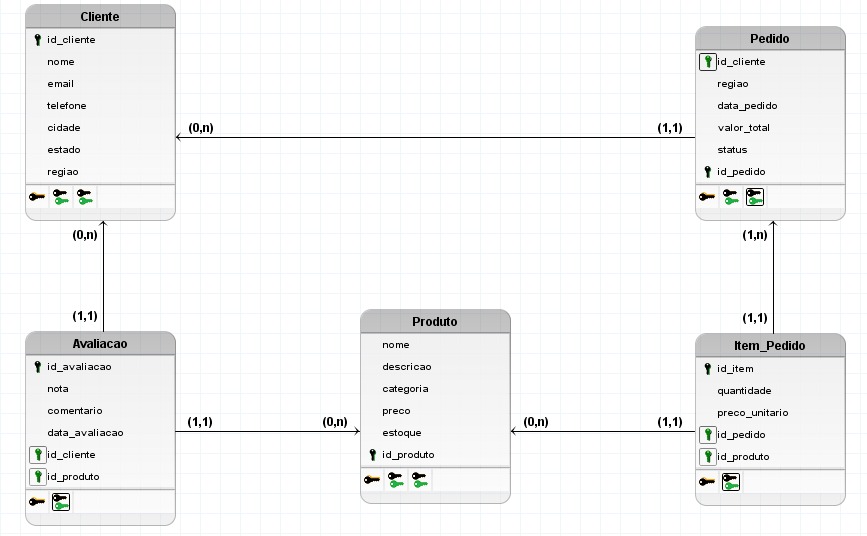 Cliente
id_cliente
nome
email
telefone
cidade
estado
regiao
Pedido
id_cliente
regiao
data_pedido
valor_total
status
id_pedido
(0,n)
(1,1)
(0,n)
(1,1)
(1,n)
(1,1)
Avaliacao
id_avaliacao
nota
comentario
data_avaliacao
id_cliente
id_produto
(1,1)
(0,n)
Produto
nome
descricao
categoria
preco
estoque
id_produto
(0,n)
(1,1)
Item_Pedido
id_item
quantidade
preco_unitario
id_pedido
id_produto